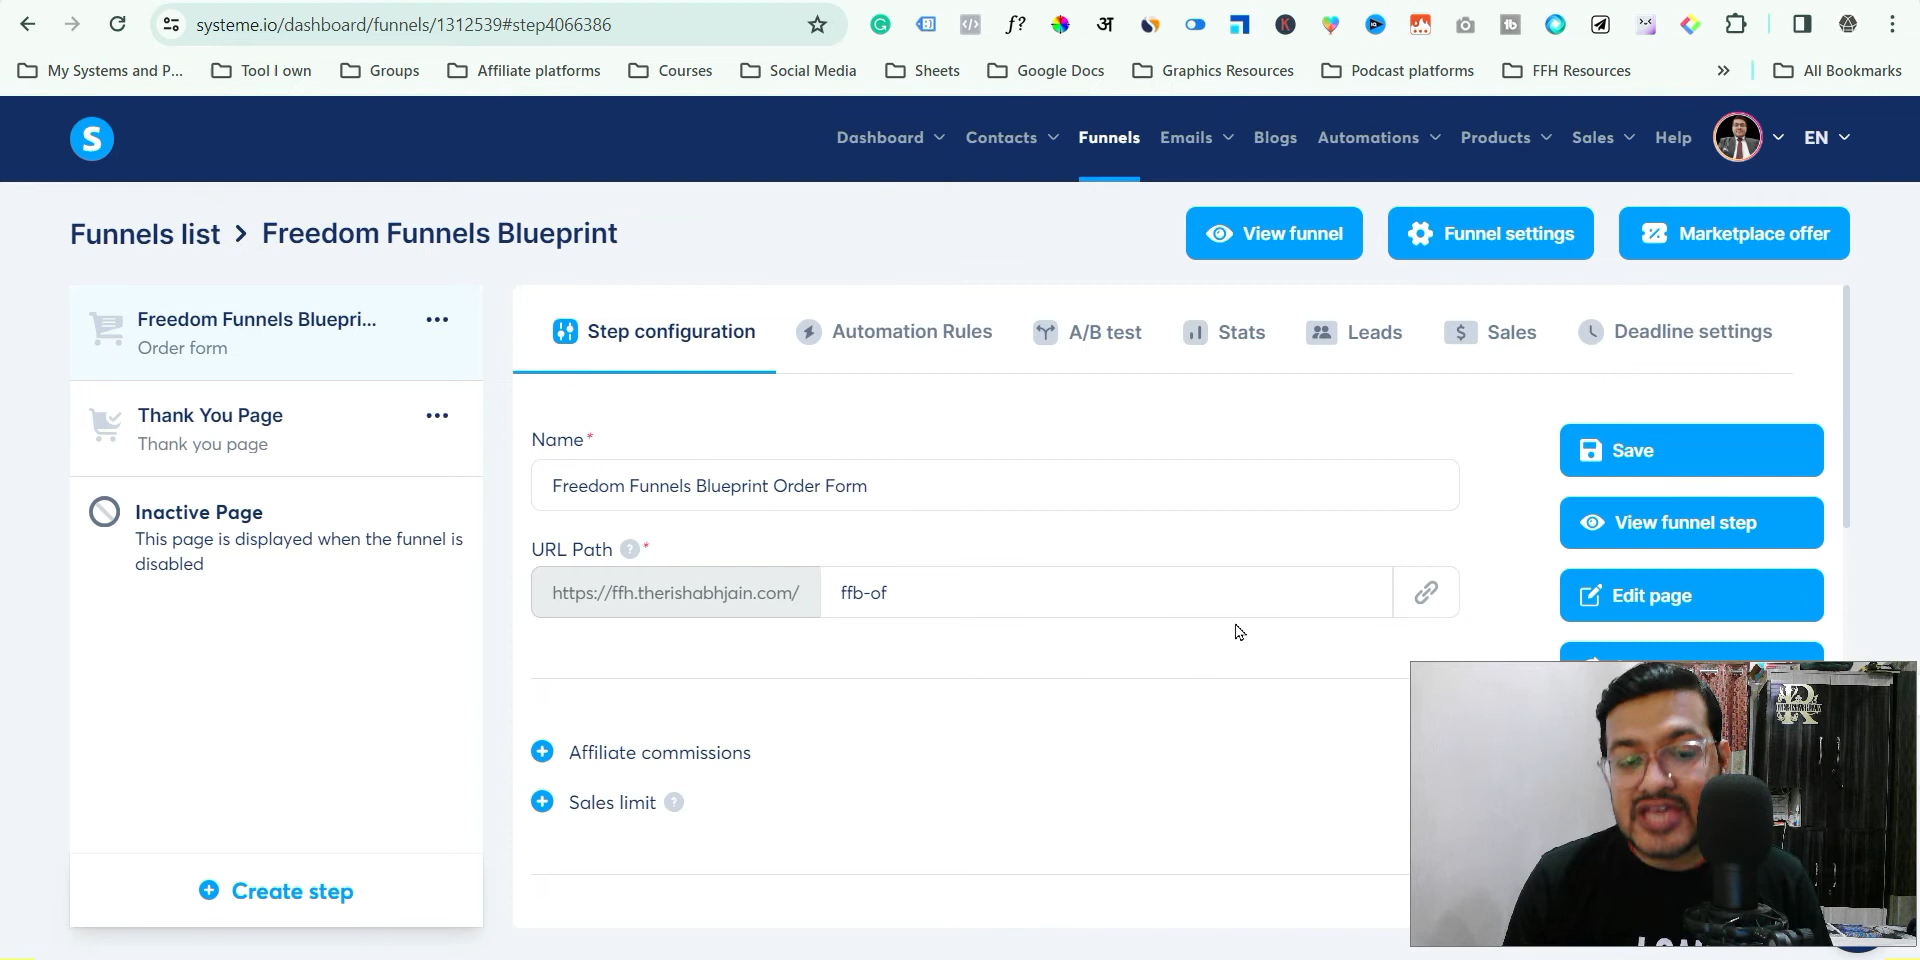 systeme.io/dashboard/funnels/1312539#step4066386
f?
अ
K
tb
My Systems and P...
Tool I own
Groups
Affiliate platforms
Courses
Social Media
Sheets
Google Docs
Graphics Resources
Podcast platforms
FFH Resources
»
All Bookmarks
S
Dashboard
Contacts
Funnels
Emails
Blogs
Automations
Products
Sales
Help
EN
Funnels list > Freedom Funnels Blueprint
View funnel
Funnel settings
Marketplace offer
Freedom Funnels Bluepri...
Order form
Thank You Page
Thank you page
Inactive Page
This page is displayed when the funnel is
disabled
Create step
Step configuration
Automation Rules
A/B test
Stats
Leads
Sales
Deadline settings
Name*
Freedom Funnels Blueprint Order Form
URL Path ? *
https://ffh.therishabhjain.com/
ffb-of
Save
View funnel step
Edit page
Affiliate commissions
Sales limit ?